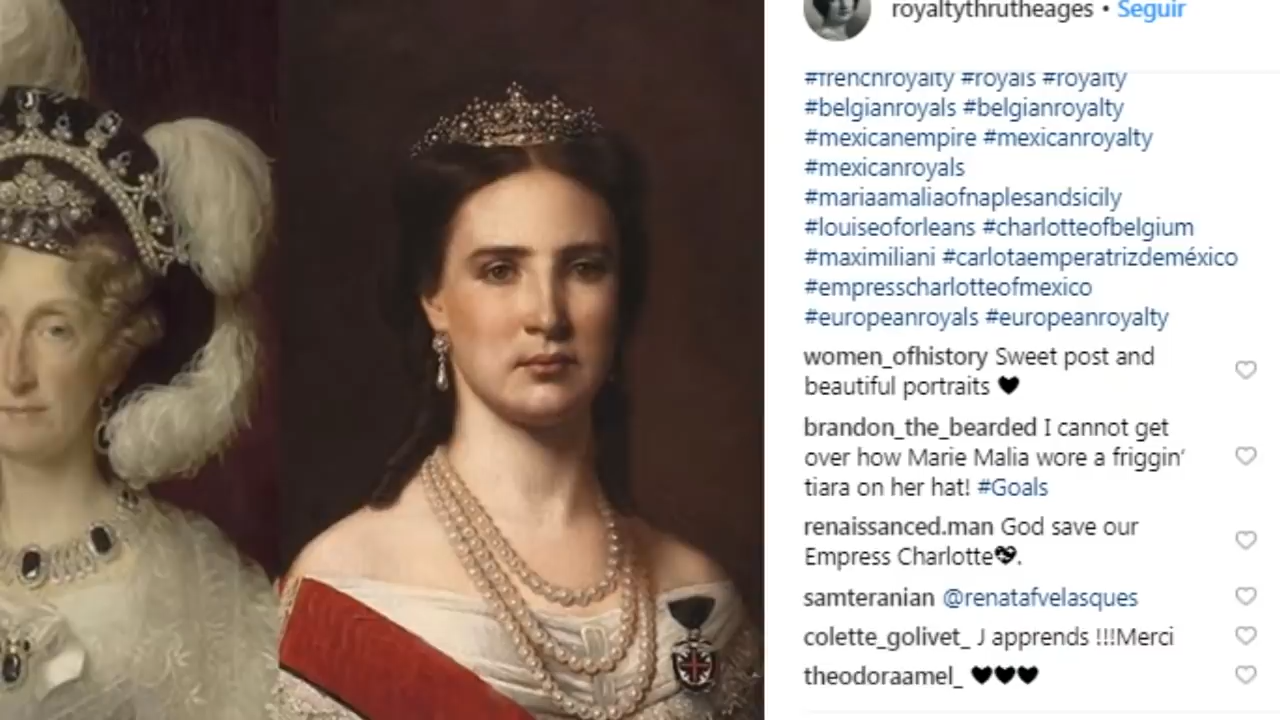 royaltythrutheages • Seguir
#frenchroyalty #royals #royalty
#belgianroyals #belgianroyalty
#mexicanempire #mexicanroyalty
#mexicanroyals
#mariaamaliaofnaplesandsicily
#louiseoforleans #charlotteofbelgium
#maximiliani #carlotaemperatrizdeméxico
#empresscharlotteofmexico
#europeanroyals #europeanroyalty
women_ofhistory Sweet post and
beautiful portraits 🖤
brandon_the_bearded I cannot get
over how Marie Malia wore a friggin'
tiara on her hat! #Goals
renaissanced.man God save our
Empress Charlotte💖.
samteranian @renatafvelasques
colette_golivet_ J apprends !!!Merci
theodoraamel_ 🖤🖤🖤